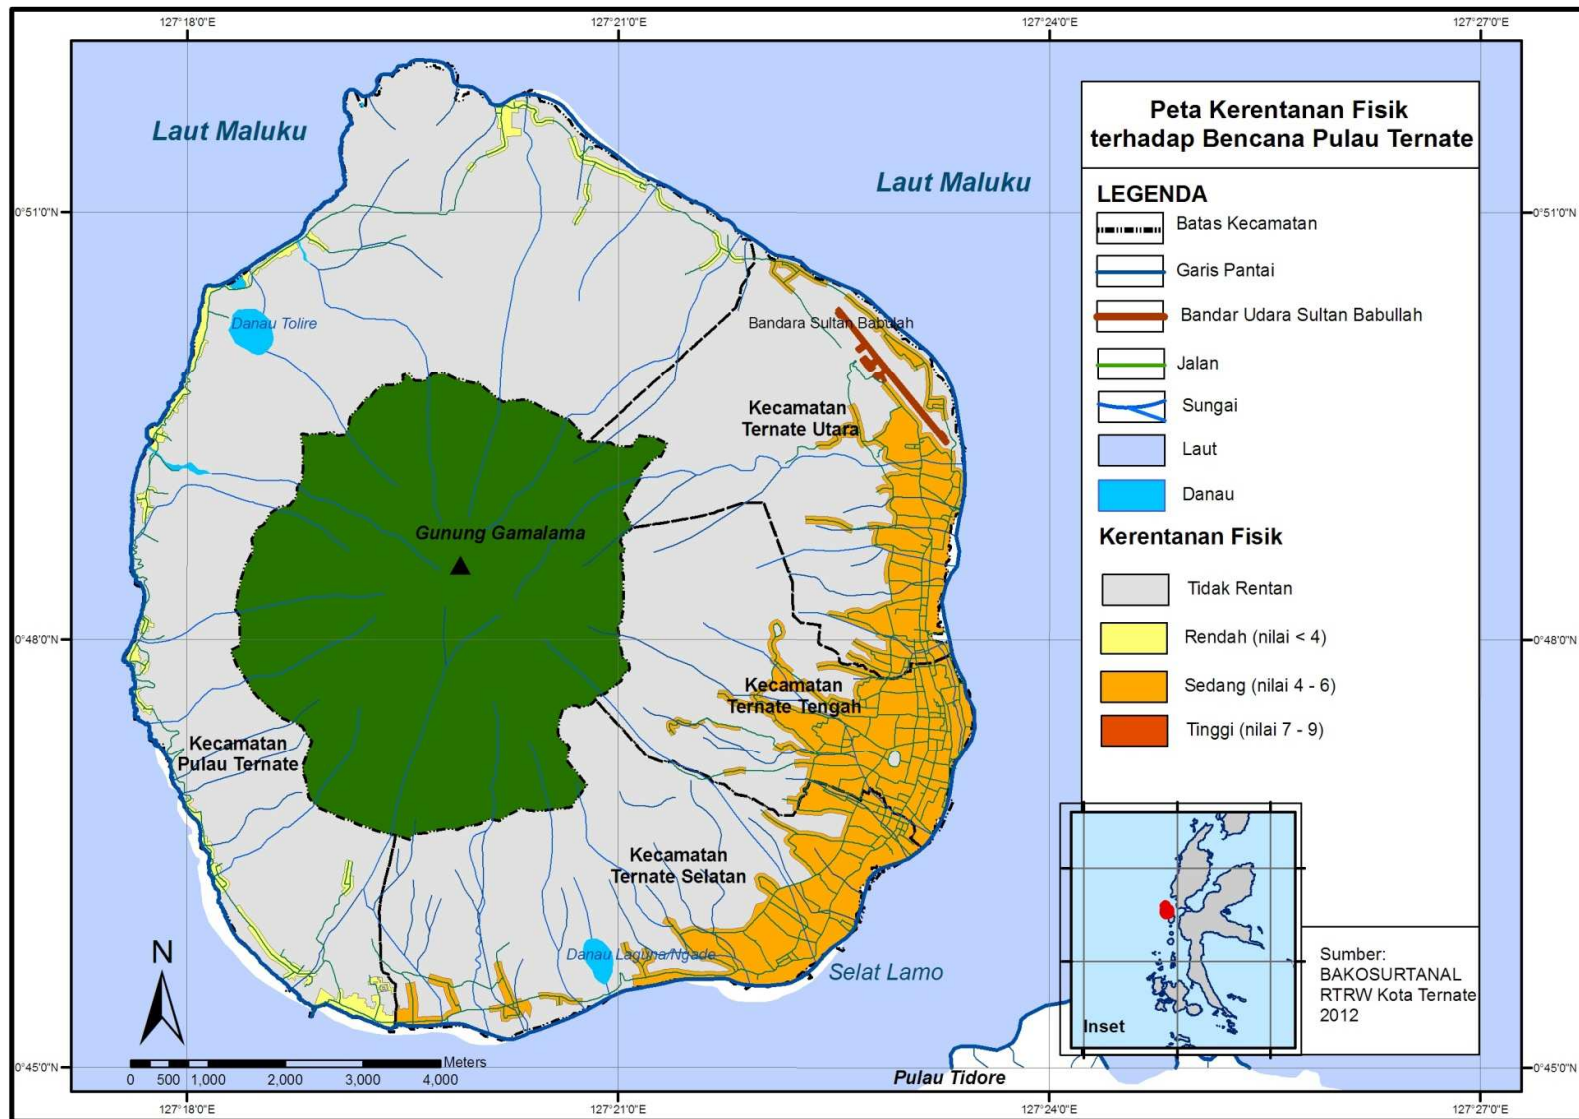 127°18'0"E
127°21'0"E
127°24'0"E
127°27'0"E
Laut Maluku
Laut Maluku
0°51'0"N
0°51'0"N
Peta Kerentanan Fisik
terhadap Bencana Pulau Ternate
LEGENDA
Batas Kecamatan
Garis Pantai
Bandar Udara Sultan Babullah
Jalan
Sungai
Laut
Danau
Kerentanan Fisik
Tidak Rentan
Rendah (nilai < 4)
Sedang (nilai 4 - 6)
Tinggi (nilai 7 - 9)
Danau Tolire
Bandara Sultan Babulah
Kecamatan
Ternate Utara
Gunung Gamalama
0°48'0"N
0°48'0"N
Kecamatan
Ternate Tengah
Kecamatan
Pulau Ternate
Kecamatan
Ternate Selatan
Danau Laguna/Ngade
Selat Lamo
N
Meters
0 500 1,000 2,000 3,000 4,000
Pulau Tidore
Inset
Sumber:
BAKOSURTANAL
RTRW Kota Ternate
2012
0°45'0"N
0°45'0"N
127°18'0"E
127°21'0"E
127°24'0"E
127°27'0"E